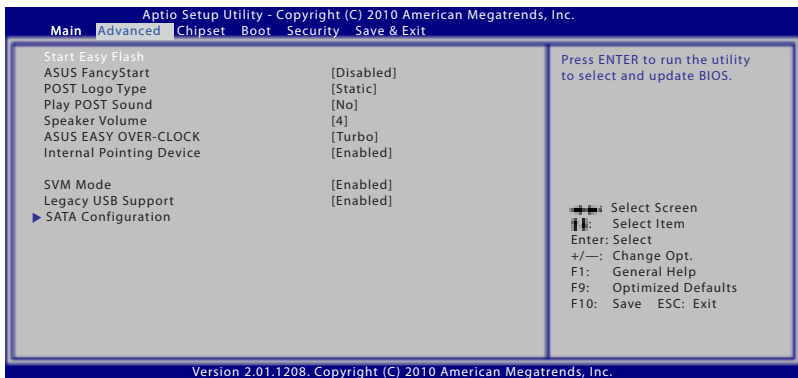 Aptio Setup Utility - Copyright (C) 2010 American Megatrends, Inc.
Main Advanced Chipset Boot Security Save & Exit
Start Easy Flash
ASUS FancyStart [Disabled]
POST Logo Type [Static]
Play POST Sound [No]
Speaker Volume [4]
ASUS EASY OVER-CLOCK [Turbo]
Internal Pointing Device [Enabled]
SVM Mode [Enabled]
Legacy USB Support [Enabled]
SATA Configuration
Press ENTER to run the utility
to select and update BIOS.
: Select Screen
: Select Item
Enter: Select
+/—: Change Opt.
F1: General Help
F9: Optimized Defaults
F10: Save ESC: Exit
Version 2.01.1208. Copyright (C) 2010 American Megatrends, Inc.